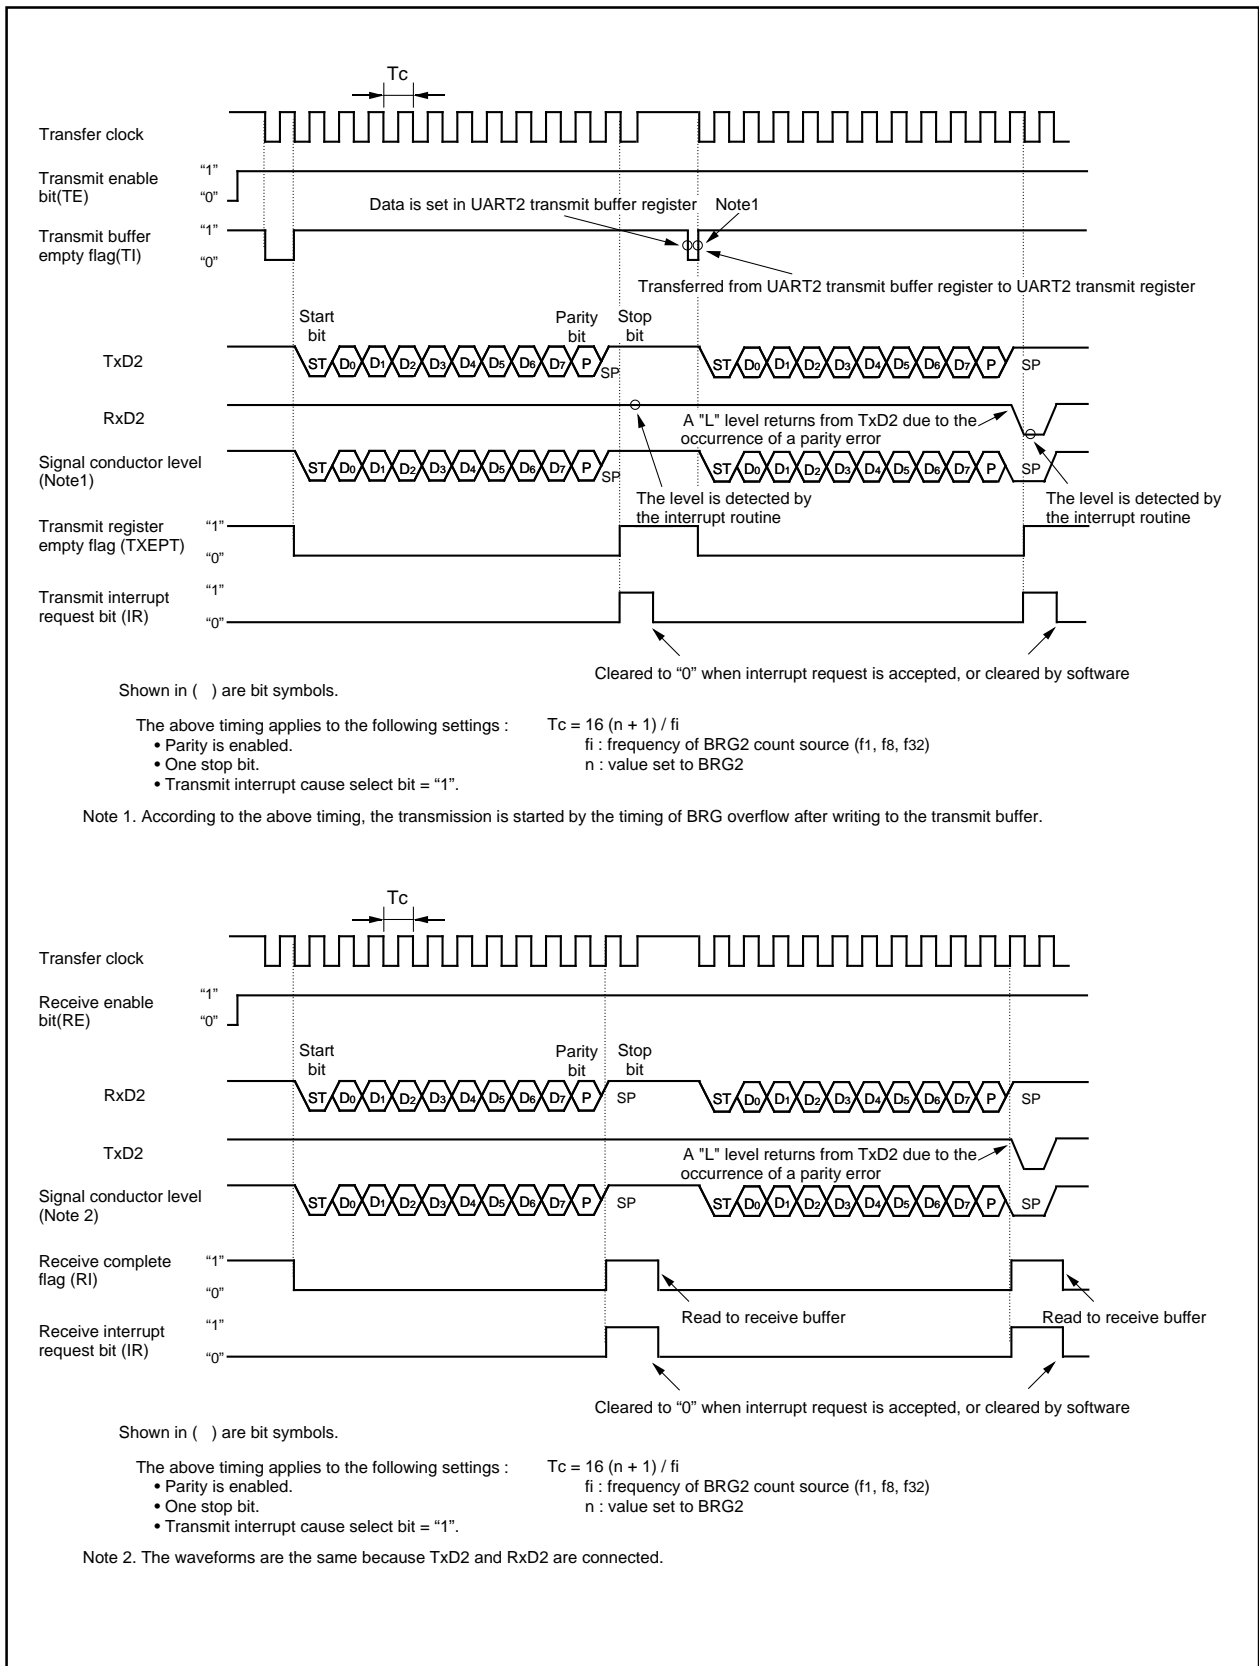 Tc
Transfer clock
Transmit enable
bit(TE)
“1”
“0”
Data is set in UART2 transmit buffer register
Note1
Transmit buffer
empty flag(TI)
“1”
“0”
Transferred from UART2 transmit buffer register to UART2 transmit register
Start
bit
Parity
bit
Stop
bit
TxD2
ST D0 D1 D2 D3 D4 D5 D6 D7 P SP
ST D0 D1 D2 D3 D4 D5 D6 D7 P SP
RxD2
A "L" level returns from TxD2 due to the
occurrence of a parity error
Signal conductor level
(Note1)
ST D0 D1 D2 D3 D4 D5 D6 D7 P SP
ST D0 D1 D2 D3 D4 D5 D6 D7 P SP
The level is detected by
the interrupt routine
The level is detected by
the interrupt routine
Transmit register
empty flag (TXEPT)
“1”
“0”
Transmit interrupt
request bit (IR)
“1”
“0”
Cleared to “0” when interrupt request is accepted, or cleared by software
Shown in ( ) are bit symbols.
The above timing applies to the following settings :
• Parity is enabled.
• One stop bit.
• Transmit interrupt cause select bit = “1”.
Tc = 16 (n + 1) / fi
fi : frequency of BRG2 count source (f1, f8, f32)
n : value set to BRG2
Note 1. According to the above timing, the transmission is started by the timing of BRG overflow after writing to the transmit buffer.
Tc
Transfer clock
Receive enable
bit(RE)
“1”
“0”
Start
bit
Parity
bit
Stop
bit
RxD2
ST D0 D1 D2 D3 D4 D5 D6 D7 P SP
ST D0 D1 D2 D3 D4 D5 D6 D7 P SP
TxD2
A "L" level returns from TxD2 due to the
occurrence of a parity error
Signal conductor level
(Note 2)
ST D0 D1 D2 D3 D4 D5 D6 D7 P SP
ST D0 D1 D2 D3 D4 D5 D6 D7 P SP
Receive complete
flag (RI)
“1”
“0”
Read to receive buffer
Read to receive buffer
Receive interrupt
request bit (IR)
“1”
“0”
Cleared to “0” when interrupt request is accepted, or cleared by software
Shown in ( ) are bit symbols.
The above timing applies to the following settings :
• Parity is enabled.
• One stop bit.
• Transmit interrupt cause select bit = “1”.
Tc = 16 (n + 1) / fi
fi : frequency of BRG2 count source (f1, f8, f32)
n : value set to BRG2
Note 2. The waveforms are the same because TxD2 and RxD2 are connected.